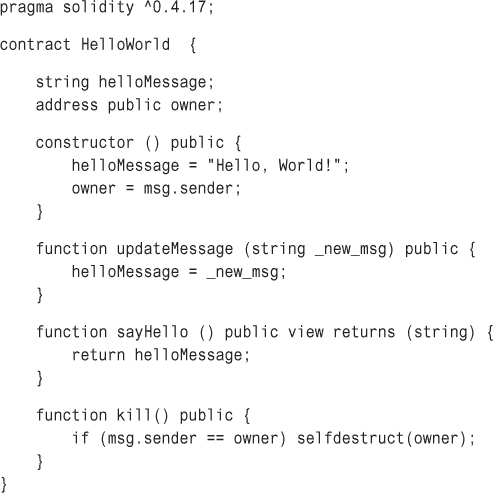 pragma solidity ^0.4.17;
contract HelloWorld  {
    string helloMessage;
    address public owner;
    constructor () public {
        helloMessage = "Hello, World!";
        owner = msg.sender;
    }
    function updateMessage (string _new_msg) public {
        helloMessage = _new_msg;
    }
    function sayHello () public view returns (string) {
        return helloMessage;
    }
    function kill() public {
        if (msg.sender == owner) selfdestruct(owner);
    }
}